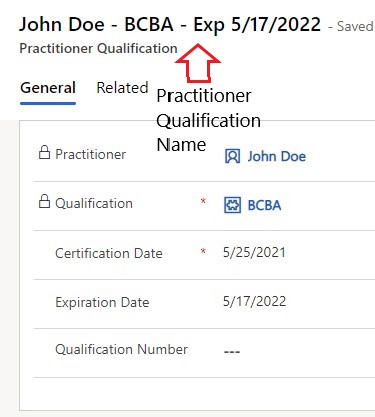 John Doe - BCBA - Exp 5/17/2022 - Saved
Practitioner Qualification
General Related
Practitioner
Qualification
Name
Practitioner John Doe
Qualification * BCBA
Certification Date * 5/25/2021
Expiration Date 5/17/2022
Qualification Number ---